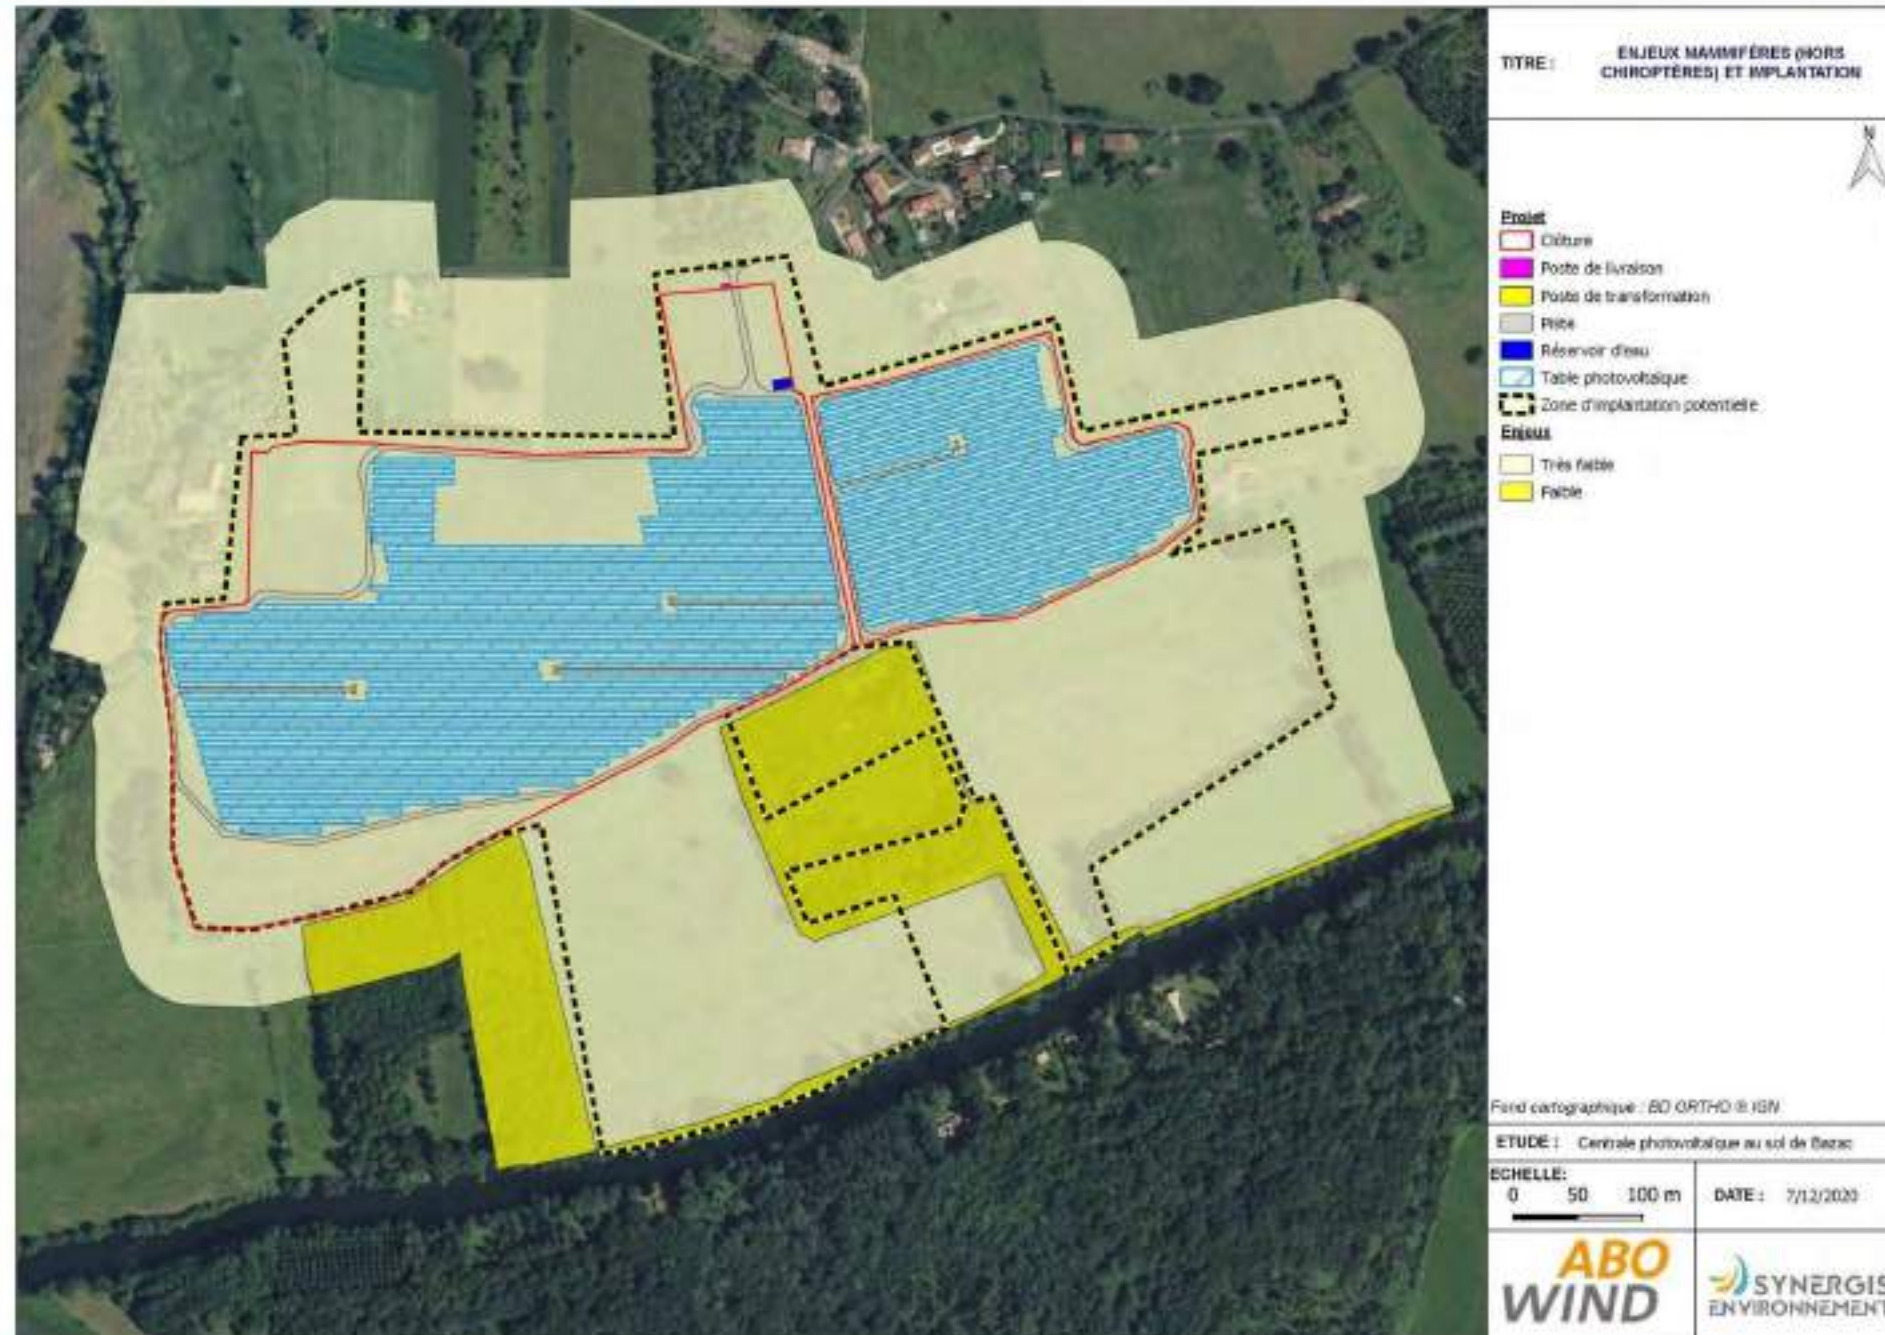 TITRE : ENJEUX MAMMIFÈRES (HORS
CHIROPTÈRES) ET IMPLANTATION
N
Projet
Clôture
Poste de livraison
Poste de transformation
Piste
Réservoir d'eau
Table photovoltaïque
Zone d'implantation potentielle
Enjeux
Très faible
Faible
Fond cartographique : BD ORTHO ® IGN
ETUDE : Centrale photovoltaïque au sol de Bazac
ECHELLE:
0 50 100 m
DATE : 7/12/2020
ABO
WIND
SYNERGIS
ENVIRONNEMENT